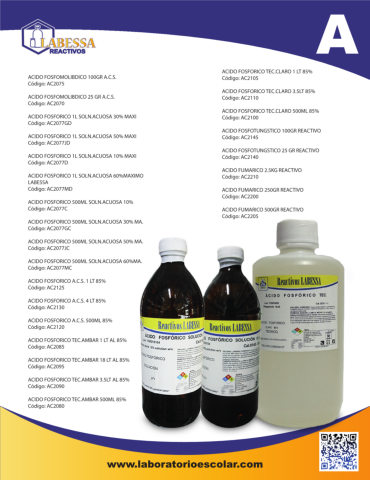 LABESSA
REACTIVOS
A
ACIDO FOSFOMOLIBDICO 100GR A.C.S.
Código: AC2075
ACIDO FOSFOMOLIBDICO 25 GR A.C.S.
Código: AC2070
ACIDO FOSFORICO 1L SOLN.ACUOSA 30% MAXI
Código: AC2077GD
ACIDO FOSFORICO 1L SOLN.ACUOSA 50% MAXI
Código: AC2077JD
ACIDO FOSFORICO 1L SOLN.ACUOSA 10% MAXI
Código: AC2077D
ACIDO FOSFORICO 1L SOLN.ACUOSA 60%MAXIMO
LABESSA
Código: AC2077MD
ACIDO FOSFORICO 500ML SOLN.ACUOSA 10%
Código: AC2077C
ACIDO FOSFORICO 500ML SOLN.ACUOSA 30% MA.
Código: AC2077GC
ACIDO FOSFORICO 500ML SOLN.ACUOSA 50% MA.
Código: AC2077JC
ACIDO FOSFORICO 500ML SOLN.ACUOSA 60%MA.
Código: AC2077MC
ACIDO FOSFORICO A.C.S. 1 LT 85%
Código: AC2125
ACIDO FOSFORICO A.C.S. 4 LT 85%
Código: AC2130
ACIDO FOSFORICO A.C.S. 500ML 85%
Código: AC2120
ACIDO FOSFORICO TEC.AMBAR 1 LT AL 85%
Código: AC2085
ACIDO FOSFORICO TEC.AMBAR 18 LT AL 85%
Código: AC2095
ACIDO FOSFORICO TEC.AMBAR 3.5LT AL 85%
Código: AC2090
ACIDO FOSFORICO TEC.AMBAR 500ML 85%
Código: AC2080
ACIDO FOSFORICO TEC.CLARO 1 LT 85%
Código: AC2105
ACIDO FOSFORICO TEC.CLARO 3.5LT 85%
Código: AC2110
ACIDO FOSFORICO TEC.CLARO 500ML 85%
Código: AC2100
ACIDO FOSFOTUNGSTICO 100GR REACTIVO
Código: AC2145
ACIDO FOSFOTUNGSTICO 25 GR REACTIVO
Código: AC2140
ACIDO FUMARICO 2.5KG REACTIVO
Código: AC2210
ACIDO FUMARICO 250GR REACTIVO
Código: AC2200
ACIDO FUMARICO 500GR REACTIVO
Código: AC2205
Reactivos LABESSA
ACIDO FOSFÓRICO SOLUCION
Reactivos LABESSA
FOSFÓRICO SOLUCION
Reactivos LABESSA
ACIDO FOSFÓRICO TEC.
www.laboratorioescolar.com